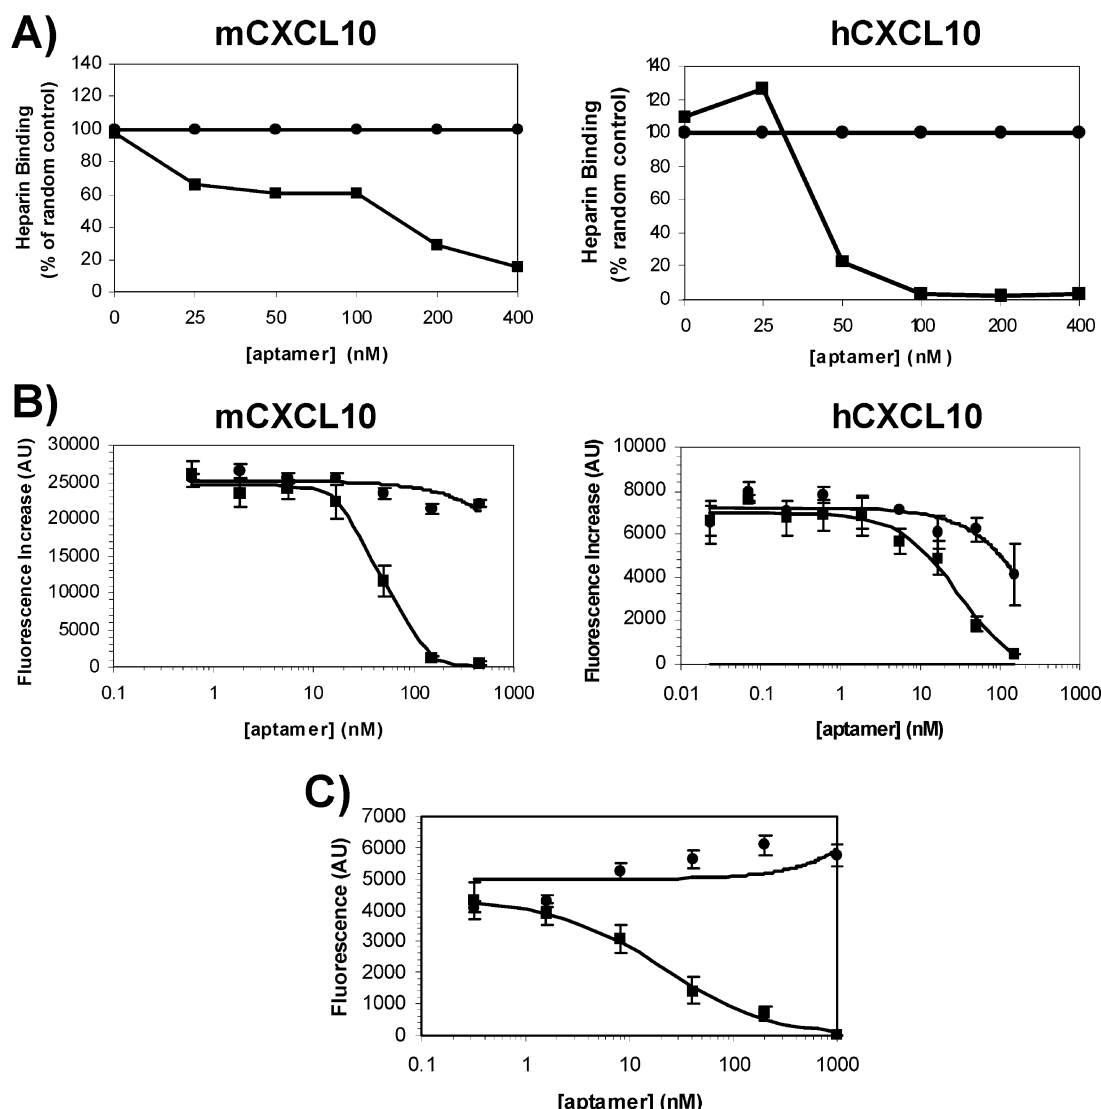 A)
mCXCL10
hCXCL10
Heparin Binding
(% of random control)
140
120
100
80
60
40
20
0
0 25 50 100 200 400
[aptamer] (nM)
Heparin Binding
(% random control)
140
120
100
80
60
40
20
0
0 25 50 100 200 400
[aptamer] (nM)
B)
mCXCL10
hCXCL10
Fluorescence Increase (AU)
30000
25000
20000
15000
10000
5000
0
0.1 1 10 100 1000
[aptamer] (nM)
Fluorescence Increase (AU)
10000
8000
6000
4000
2000
0
0.01 0.1 1 10 100 1000
[aptamer] (nM)
C)
Fluorescence (AU)
7000
6000
5000
4000
3000
2000
1000
0
0.1 1 10 100 1000
[aptamer] (nM)